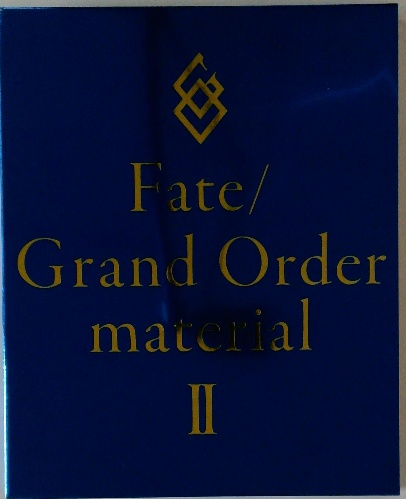 Fate/
Grand Order
material
II